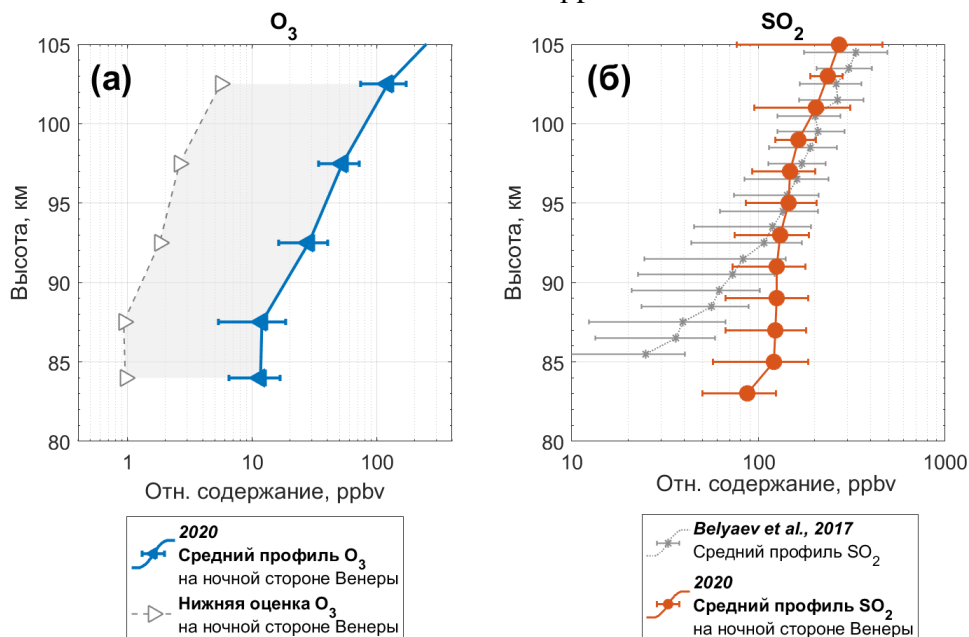 O3
(а)
105
100
95
90
85
80
Высота, км
1
10
100
Отн. содержание, ppbv
2020
Средний профиль O3
на ночной стороне Венеры
Нижняя оценка O3
на ночной стороне Венеры
SO2
(б)
105
100
95
90
85
80
Высота, км
10
100
1000
Отн. содержание, ppbv
Belyaev et al., 2017
Средний профиль SO2
2020
Средний профиль SO2
на ночной стороне Венеры